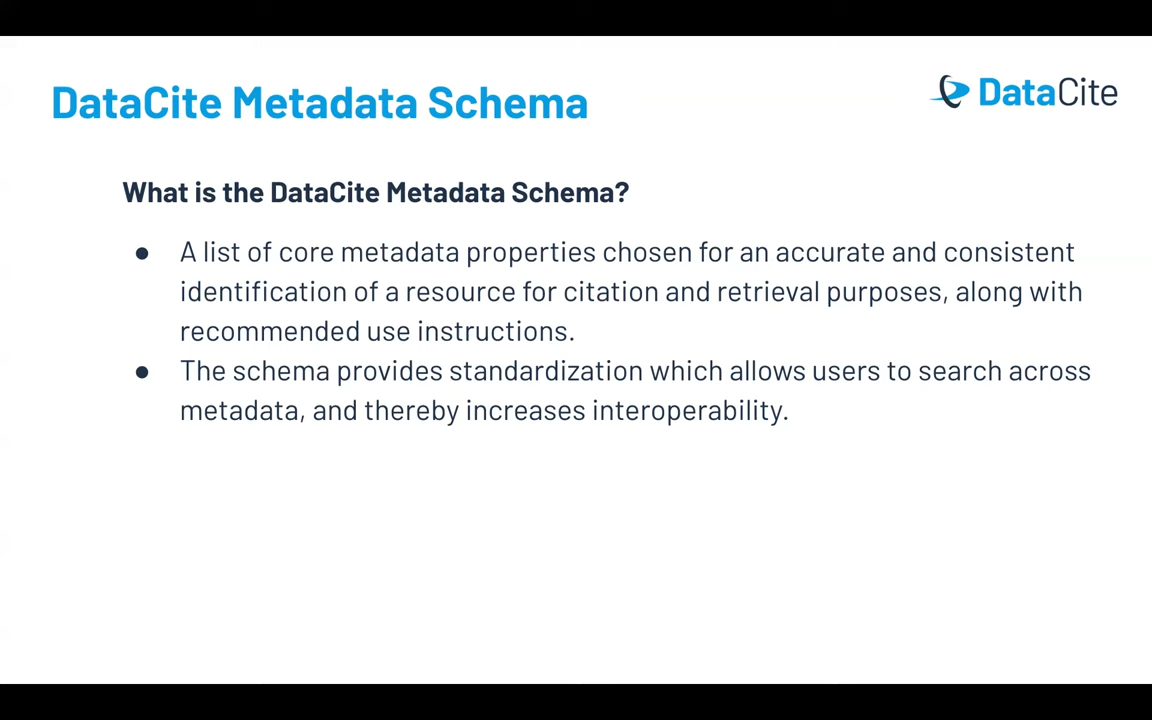 DataCite Metadata Schema
DataCite
What is the DataCite Metadata Schema?
● A list of core metadata properties chosen for an accurate and consistent
identification of a resource for citation and retrieval purposes, along with
recommended use instructions.
● The schema provides standardization which allows users to search across
metadata, and thereby increases interoperability.